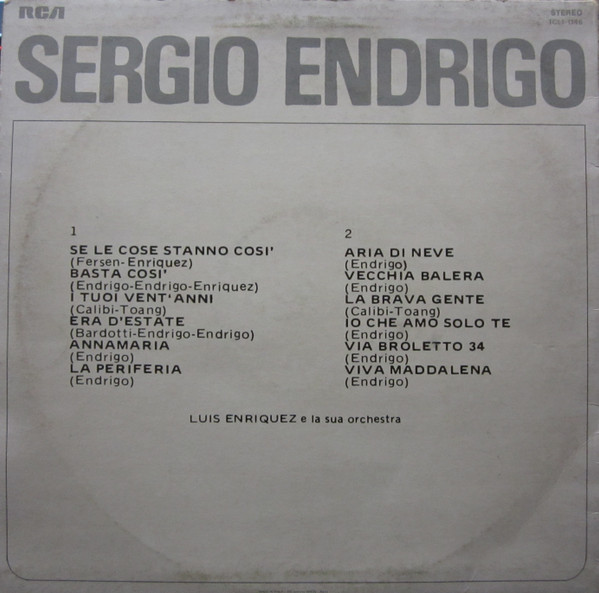 RCA
STEREO
SERGIO ENDRIGO
1
SE LE COSE STANNO COSI'
(Fersen-Enriquez)
BASTA COSI'
(Endrigo-Endrigo-Enriquez)
I TUOI VENT'ANNI
(Calibi-Toang)
ERA D'ESTATE
(Bardotti-Endrigo-Endrigo)
ANNAMARIA
(Endrigo)
LA PERIFERIA
(Endrigo)
2
ARIA DI NEVE
(Endrigo)
VECCHIA BALERA
(Endrigo)
LA BRAVA GENTE
(Calibi-Toang)
IO CHE AMO SOLO TE
(Endrigo)
VIA BROLETTO 34
(Endrigo)
VIVA MADDALENA
(Endrigo)
LUIS ENRIQUEZ e la sua orchestra